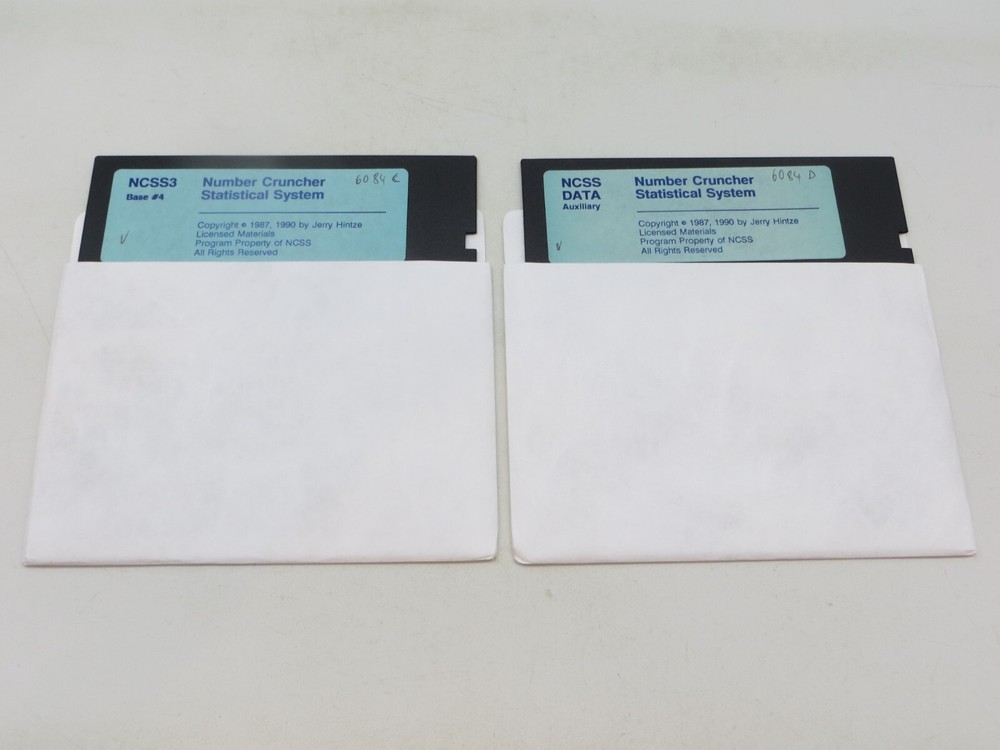 NCSS3
Base #4
Number Cruncher
Statistical System
6084 C
Copyright © 1987, 1990 by Jerry Hintze
Licensed Materials
Program Property of NCSS
All Rights Reserved
V
NCSS
DATA
Auxiliary
Number Cruncher
Statistical System
6084 D
Copyright © 1987, 1990 by Jerry Hintze
Licensed Materials
Program Property of NCSS
All Rights Reserved
V